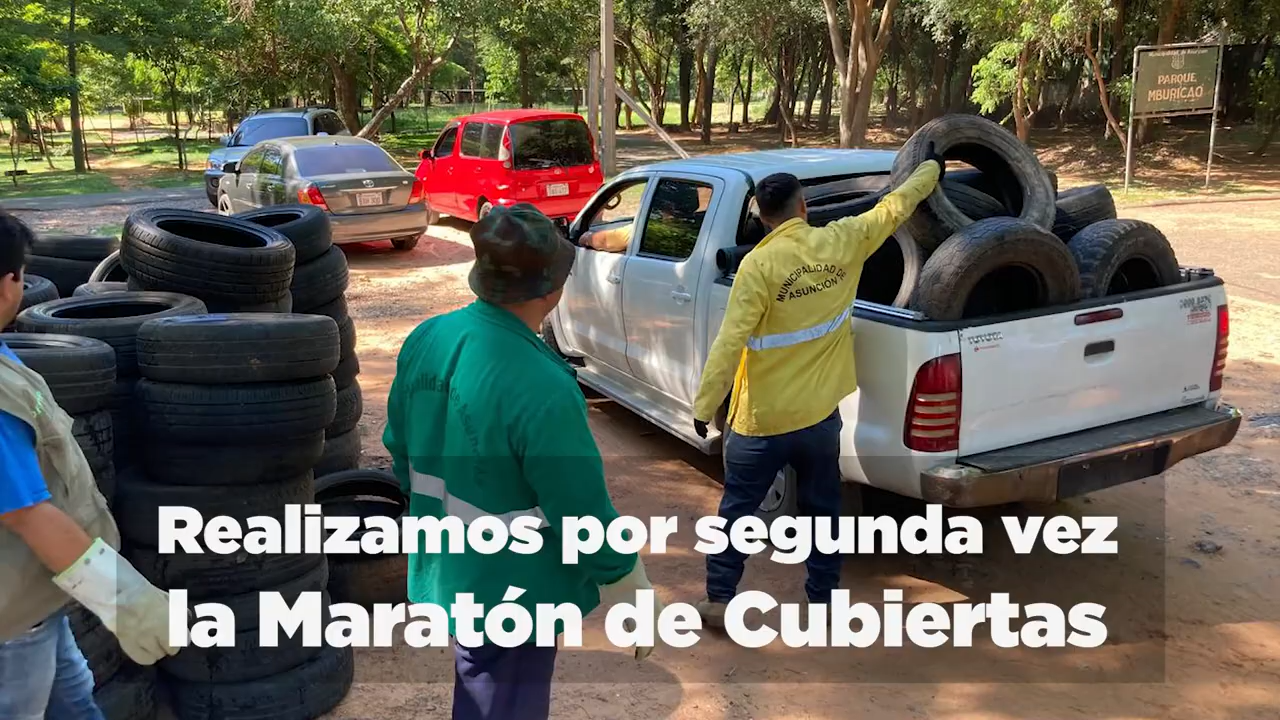 PARQUE
MBURICAO
MUNICIPALIDAD DE
ASUNCIÓN
Realizamos por segunda vez
la Maratón de Cubiertas